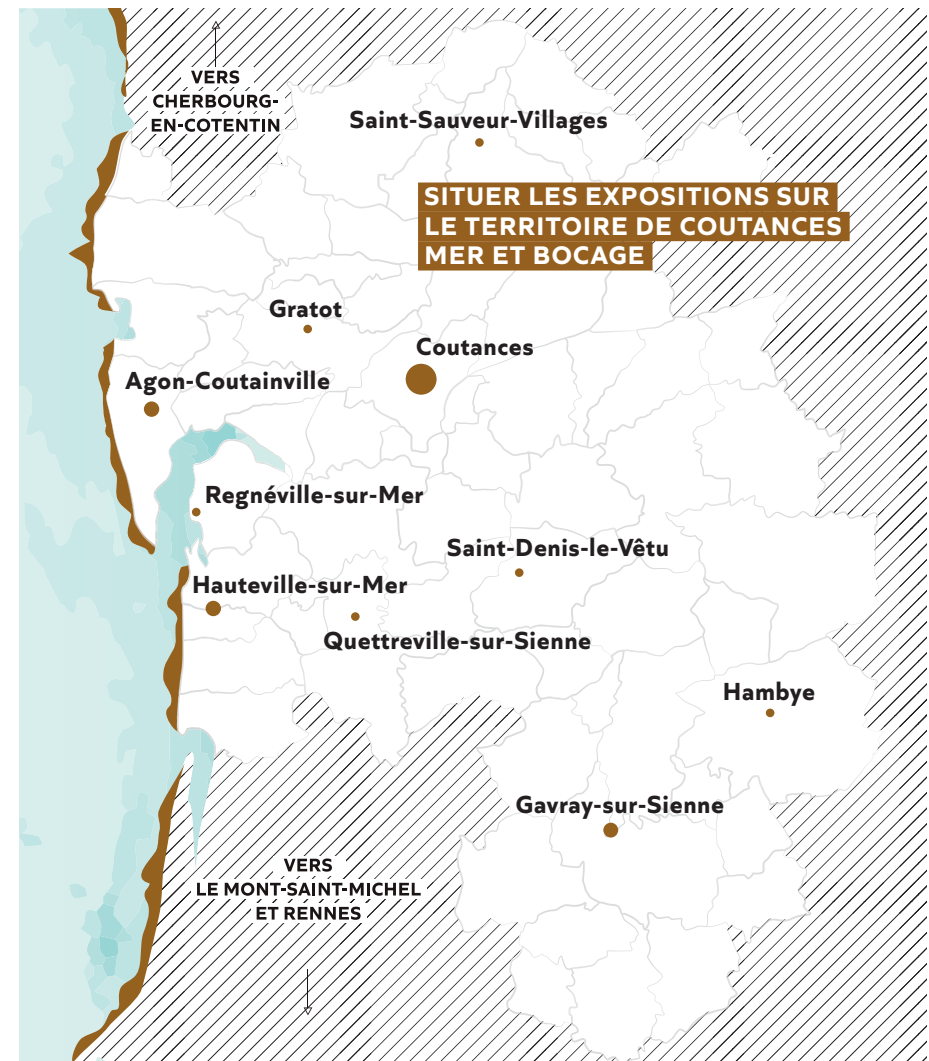 VERS
CHERBOURG-
EN-COTENTIN
Saint-Sauveur-Villages
SITUER LES EXPOSITIONS SUR
LE TERRITOIRE DE COUTANCES
MER ET BOCAGE
Gratot
Coutances
Agon-Coutainville
Regnéville-sur-Mer
Saint-Denis-le-Vêtu
Hauteville-sur-Mer
Quettreville-sur-Sienne
Hambye
Gavray-sur-Sienne
VERS
LE MONT-SAINT-MICHEL
ET RENNES